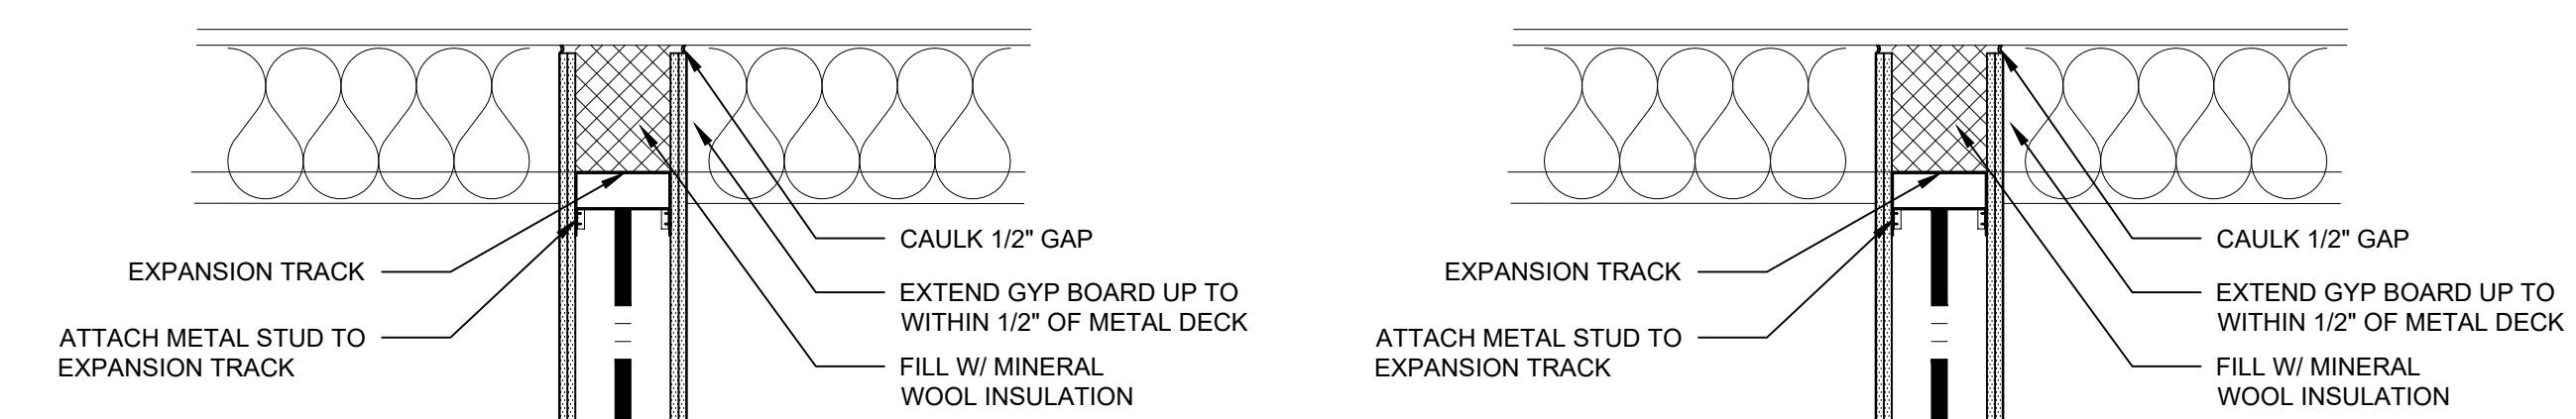 EXPANSION TRACK
ATTACH METAL STUD TO
EXPANSION TRACK
CAULK 1/2" GAP
EXTEND GYP BOARD UP TO
WITHIN 1/2" OF METAL DECK
FILL W/ MINERAL
WOOL INSULATION
EXPANSION TRACK
ATTACH METAL STUD TO
EXPANSION TRACK
CAULK 1/2" GAP
EXTEND GYP BOARD UP TO
WITHIN 1/2" OF METAL DECK
FILL W/ MINERAL
WOOL INSULATION